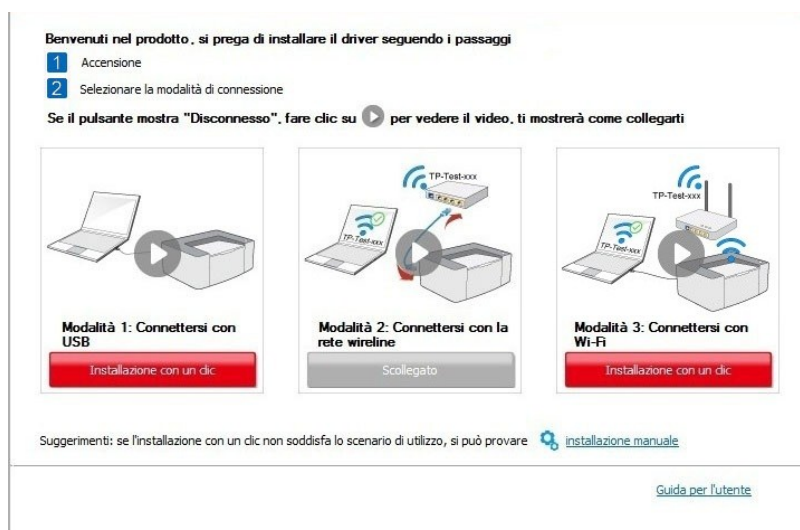 Benvenuti nel prodotto, si prega di installare il driver seguendo i passaggi
1 Accensione
2 Selezionare la modalità di connessione
Se il pulsante mostra "Disconnesso", fare clic su per vedere il video, ti mostrerà come collegarti
TP-Test-xxx
TP-Test-xxx
TP-Test-xxx
TP-Test-xxx
Modalità 1: Connettersi con
USB
Installazione con un clic
Modalità 2: Connettersi con la
rete wireline
Scollegato
Modalità 3: Connettersi con
Wi-Fi
Installazione con un clic
Suggerimenti: se l'installazione con un clic non soddisfa lo scenario di utilizzo, si può provare installazione manuale
Guida per l'utente